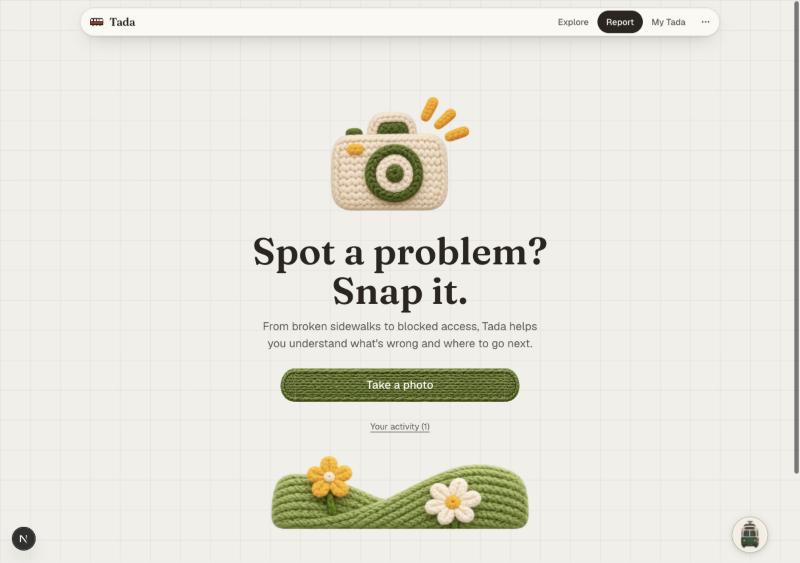 Tada
Explore
Report
My Tada
Spot a problem?
Snap it.
From broken sidewalks to blocked access, Tada helps
you understand what's wrong and where to go next.
Take a photo
Your activity (1)
N